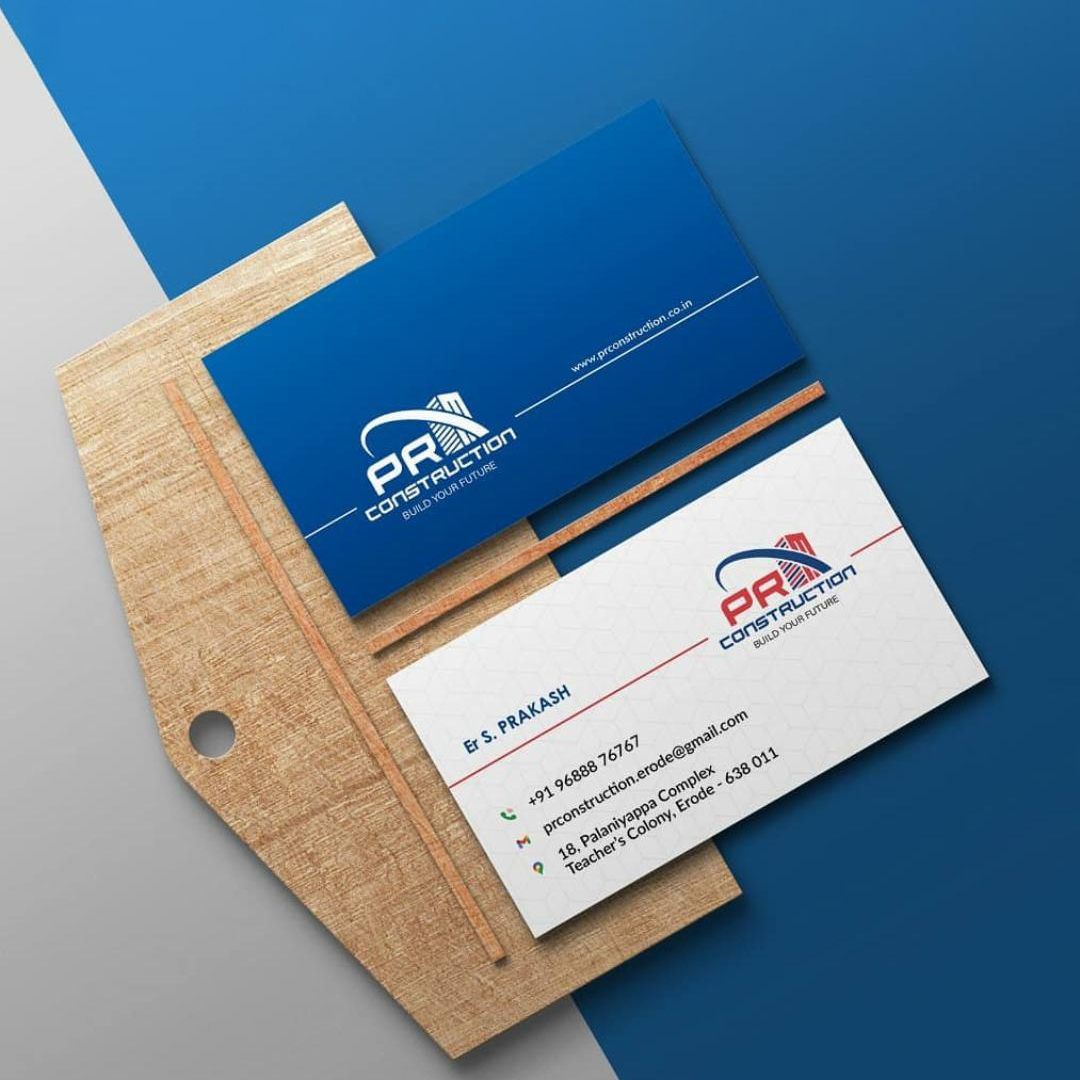 www.prconstruction.co.in
PR
CONSTRUCTION
BUILD YOUR FUTURE
PR
CONSTRUCTION
BUILD YOUR FUTURE
Er S. PRAKASH
+91 96888 76767
prconstruction.erode@gmail.com
18, Palaniyappa Complex
Teacher's Colony, Erode - 638 011